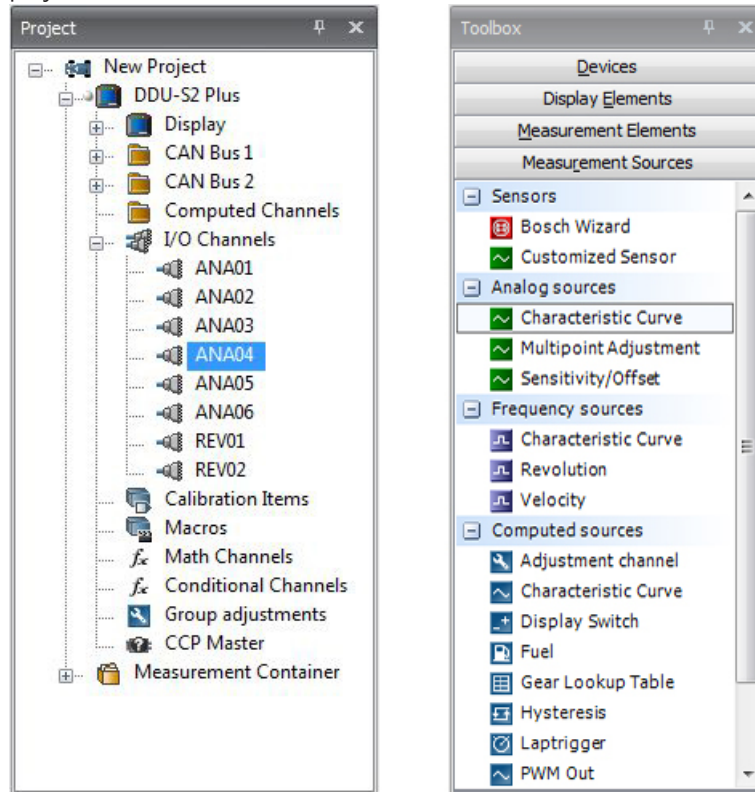 Project
New Project
DDU-S2 Plus
Display
CAN Bus 1
CAN Bus 2
Computed Channels
I/O Channels
ANA01
ANA02
ANA03
ANA04
ANA05
ANA06
REV01
REV02
Calibration Items
Macros
fx Math Channels
fx Conditional Channels
Group adjustments
CCP Master
Measurement Container
Toolbox
Devices
Display Elements
Measurement Elements
Measurement Sources
Sensors
Bosch Wizard
Customized Sensor
Analog sources
Characteristic Curve
Multipoint Adjustment
Sensitivity/Offset
Frequency sources
Characteristic Curve
Revolution
Velocity
Computed sources
Adjustment channel
Characteristic Curve
Display Switch
Fuel
Gear Lookup Table
Hysteresis
Laptrigger
PWM Out